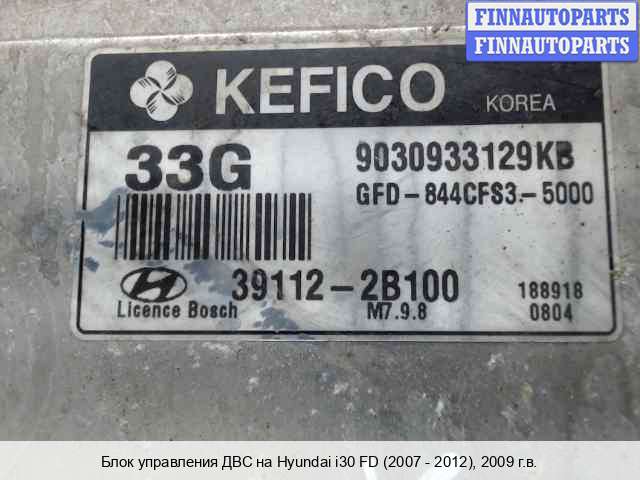 FINNAUTOPARTS
FINNAUTOPARTS
KEFICO KOREA
33G 9030933129KB
GFD-844CFS3.-5000
39112-2B100 188918
Licence Bosch M7.9.8 0804
Блок управления ДВС на Hyundai i30 FD (2007 - 2012), 2009 г.в.